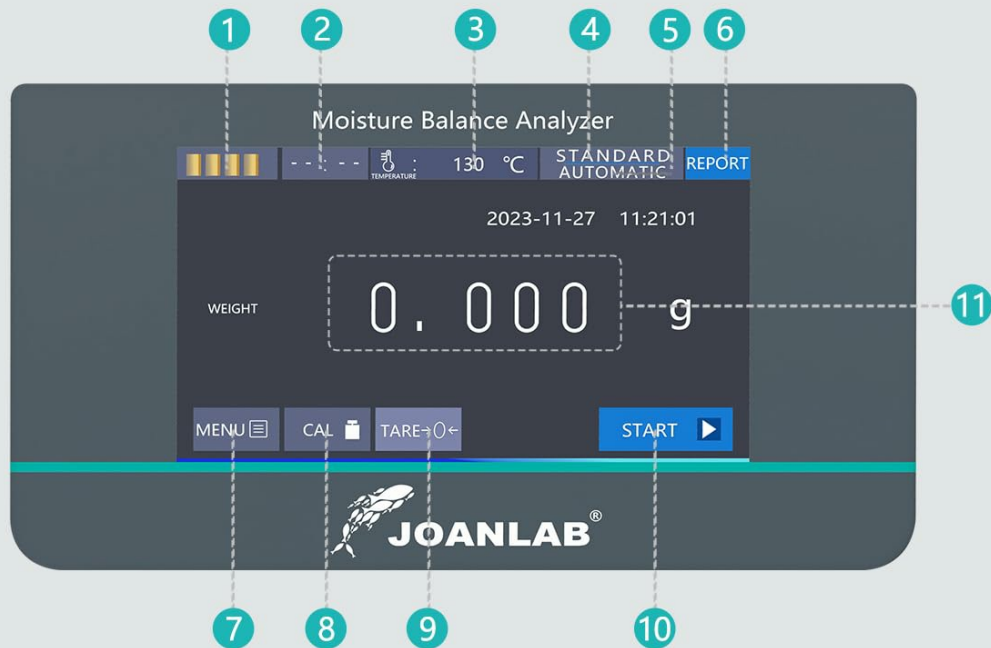 1 2 3 4 5 6
Moisture Balance Analyzer
--:-- TEMPERATURE : 130 °C STANDARD REPORT
AUTOMATIC
2023-11-27 11:21:01
WEIGHT 0.000 g 11
MENU CAL TARE→0← START
JOANLAB®
7 8 9 10